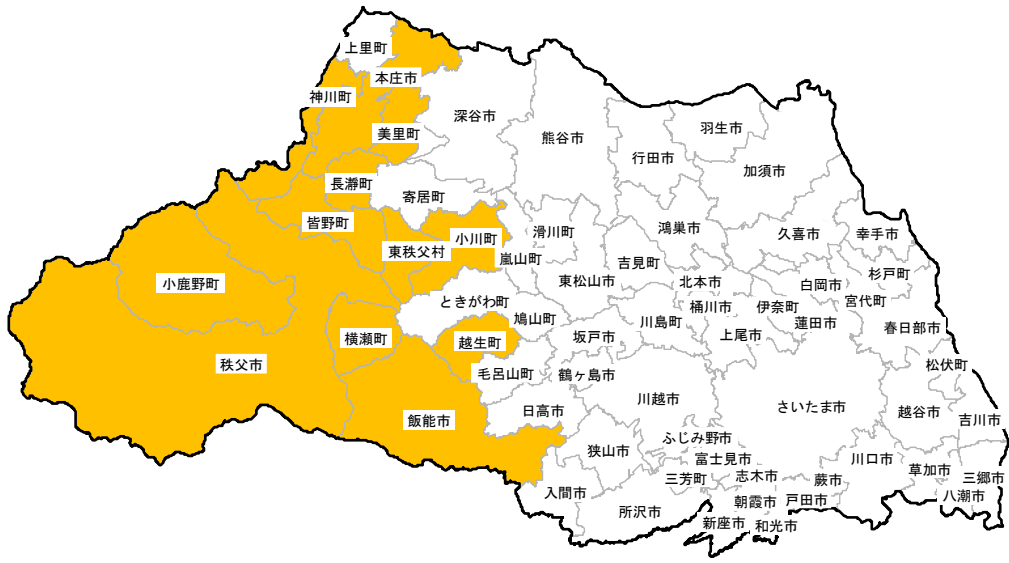 上里町
本庄市
神川町
深谷市
美里町
熊谷市
羽生市
行田市
加須市
長瀞町
寄居町
皆野町
小川町
滑川町
鴻巣市
久喜市
幸手市
東秩父村
嵐山町
吉見町
小鹿野町
東松山市
北本市
白岡市
杉戸町
ときがわ町
桶川市
伊奈町
宮代町
鳩山町
川島町
蓮田市
横瀬町
越生町
坂戸市
上尾市
春日部市
秩父市
毛呂山町
鶴ヶ島市
松伏町
川越市
さいたま市
飯能市
日高市
越谷市
吉川市
ふじみ野市
狭山市
富士見市
川口市
三芳町
志木市
蕨市
草加市
三郷市
入間市
朝霞市
戸田市
八潮市
所沢市
新座市
和光市